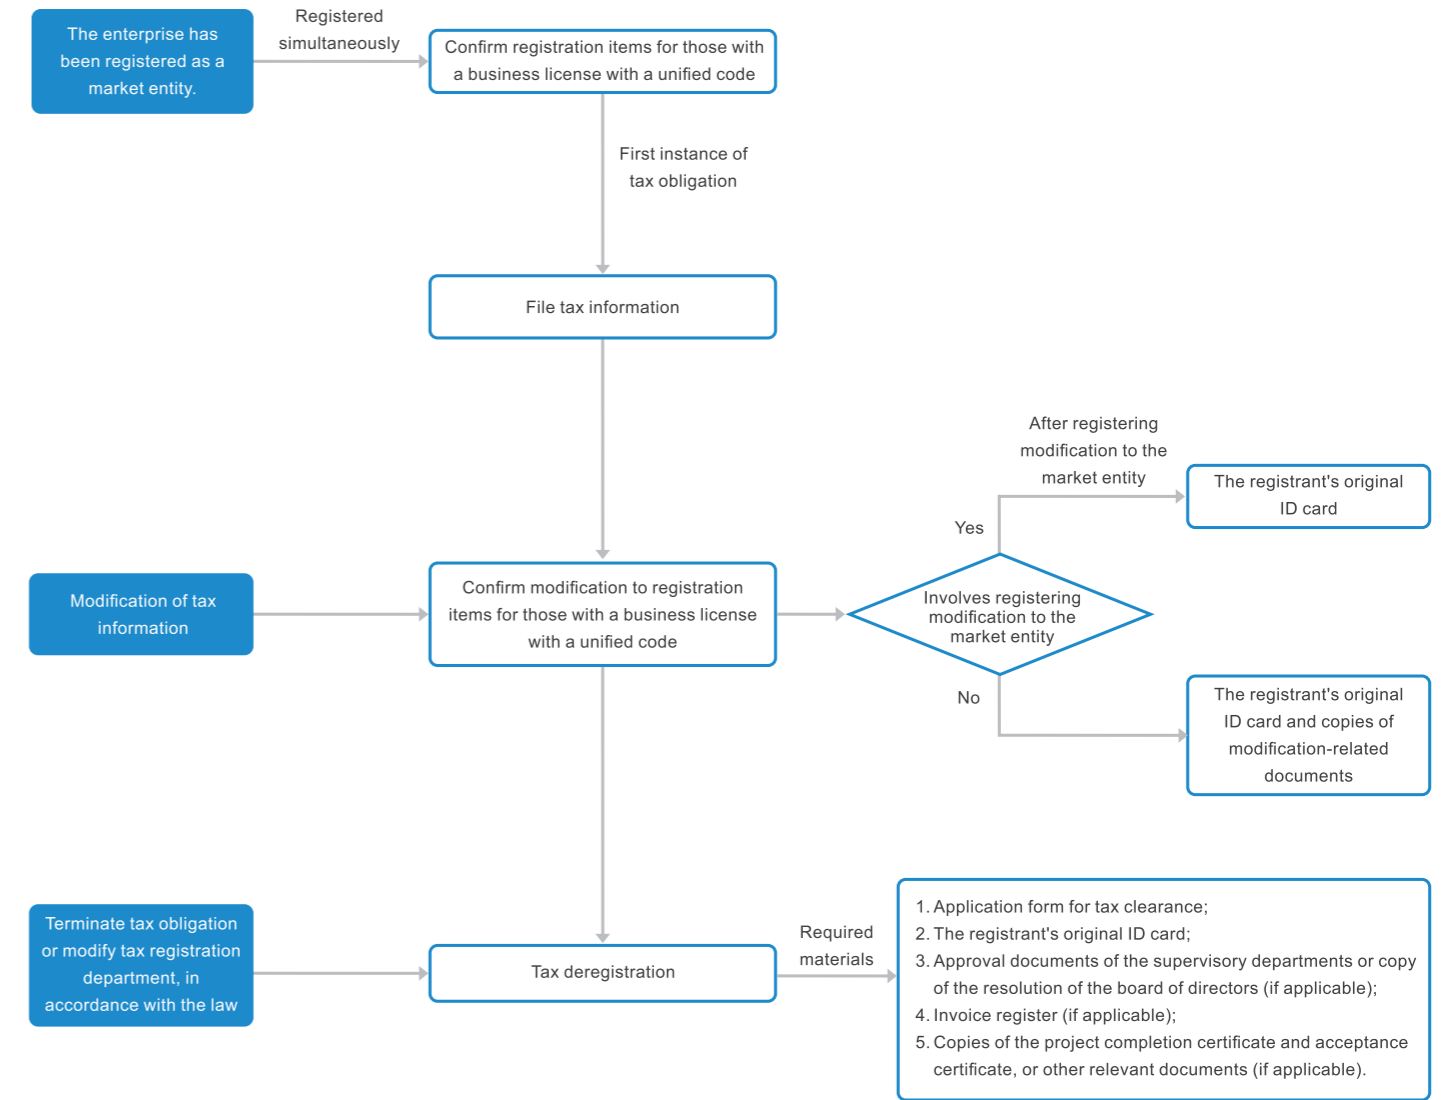 The enterprise has
been registered as a
market entity.
Registered
simultaneously
Confirm registration items for those with
a business license with a unified code
First instance of
tax obligation
File tax information
Modification of tax
information
Confirm modification to registration
items for those with a business license
with a unified code
Involves registering
modification to the
market entity
Yes
After registering
modification to the
market entity
The registrant's original
ID card
No
The registrant's original
ID card and copies of
modification-related
documents
Terminate tax obligation
or modify tax registration
department, in
accordance with the law
Tax deregistration
Required
materials
1. Application form for tax clearance;
2. The registrant's original ID card;
3. Approval documents of the supervisory departments or copy
of the resolution of the board of directors (if applicable);
4. Invoice register (if applicable);
5. Copies of the project completion certificate and acceptance
certificate, or other relevant documents (if applicable).